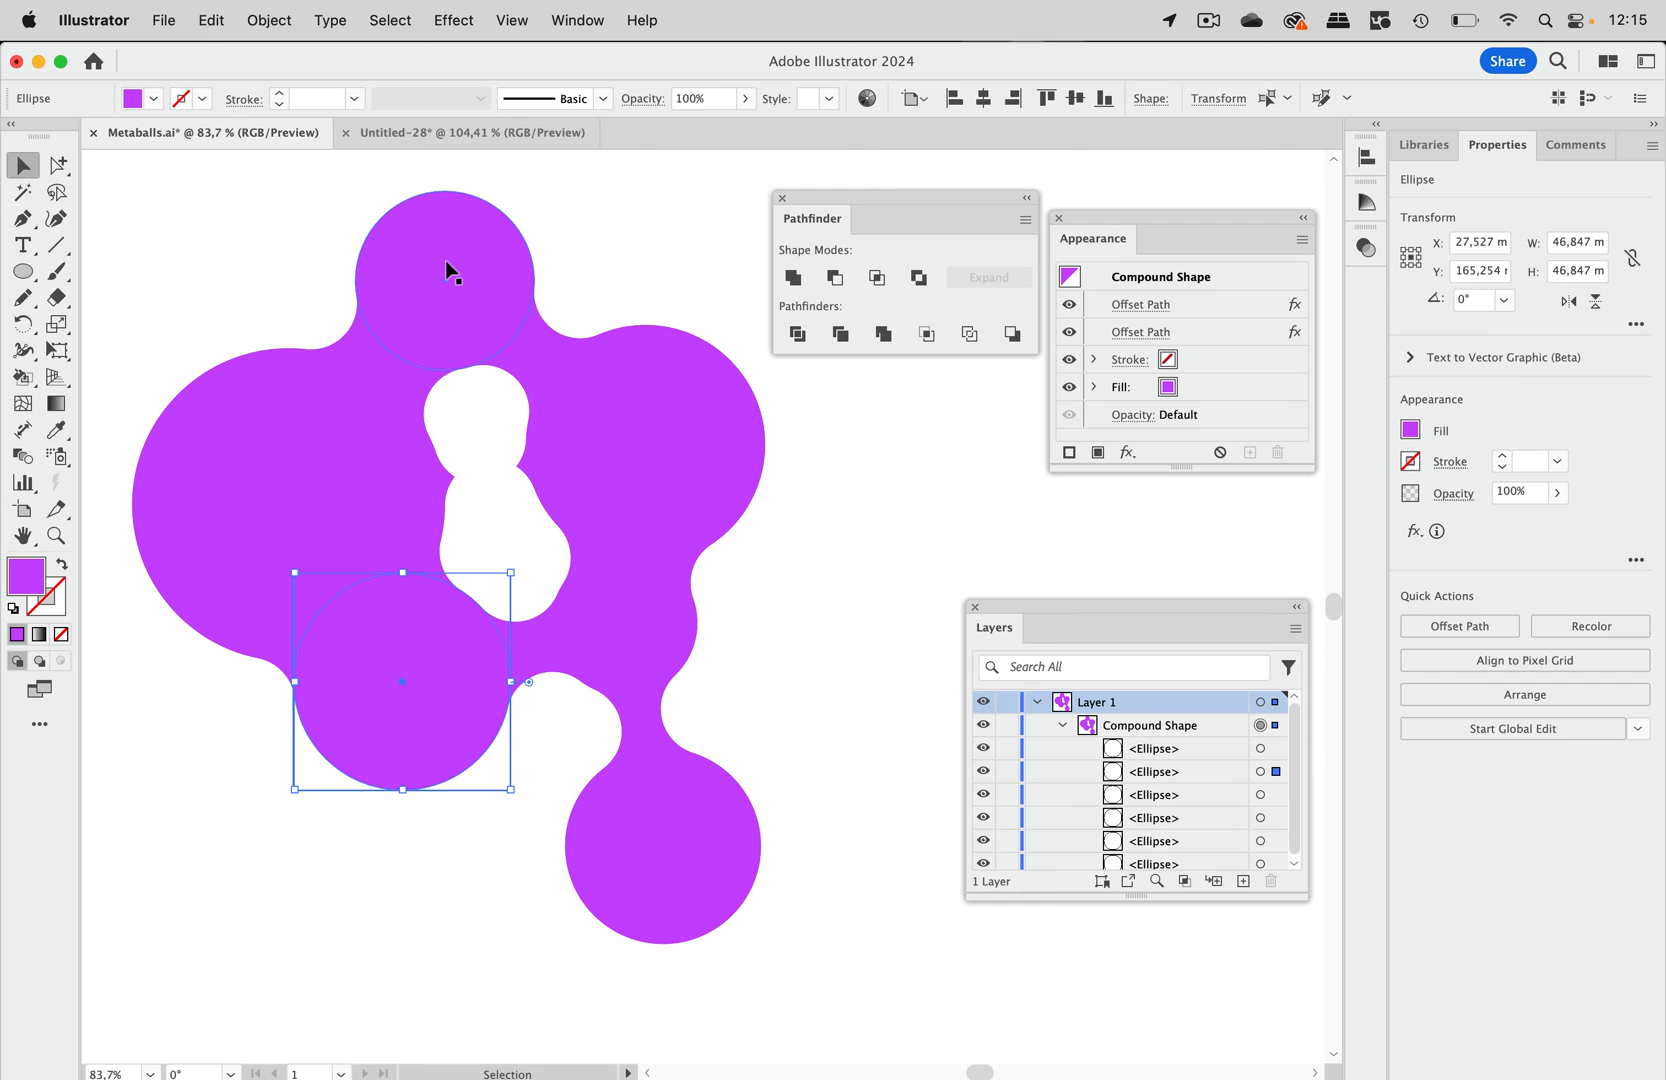 Illustrator File Edit Object Type Select Effect View Window Help 12:15
Adobe Illustrator 2024 Share
Ellipse Stroke: Basic Opacity: 100% Style: Shape: Transform
Metaballs.ai* @ 83,7 % (RGB/Preview) Untitled-28* @ 104,41 % (RGB/Preview)
Libraries Properties Comments
Ellipse
Transform
X: 27,527 m W: 46,847 m
Y: 165,254 r H: 46,847 m
0°
Text to Vector Graphic (Beta)
Appearance
Fill
Stroke
Opacity 100%
fx.
Quick Actions
Offset Path Recolor
Align to Pixel Grid
Arrange
Start Global Edit
Pathfinder
Shape Modes:
Expand
Pathfinders:
Appearance
Compound Shape
Offset Path fx
Offset Path fx
Stroke:
Fill:
Opacity: Default
fx.
Layers
Search All
Layer 1
Compound Shape
<Ellipse>
<Ellipse>
<Ellipse>
<Ellipse>
<Ellipse>
<Ellipse>
1 Layer
83,7% 0° 1 Selection